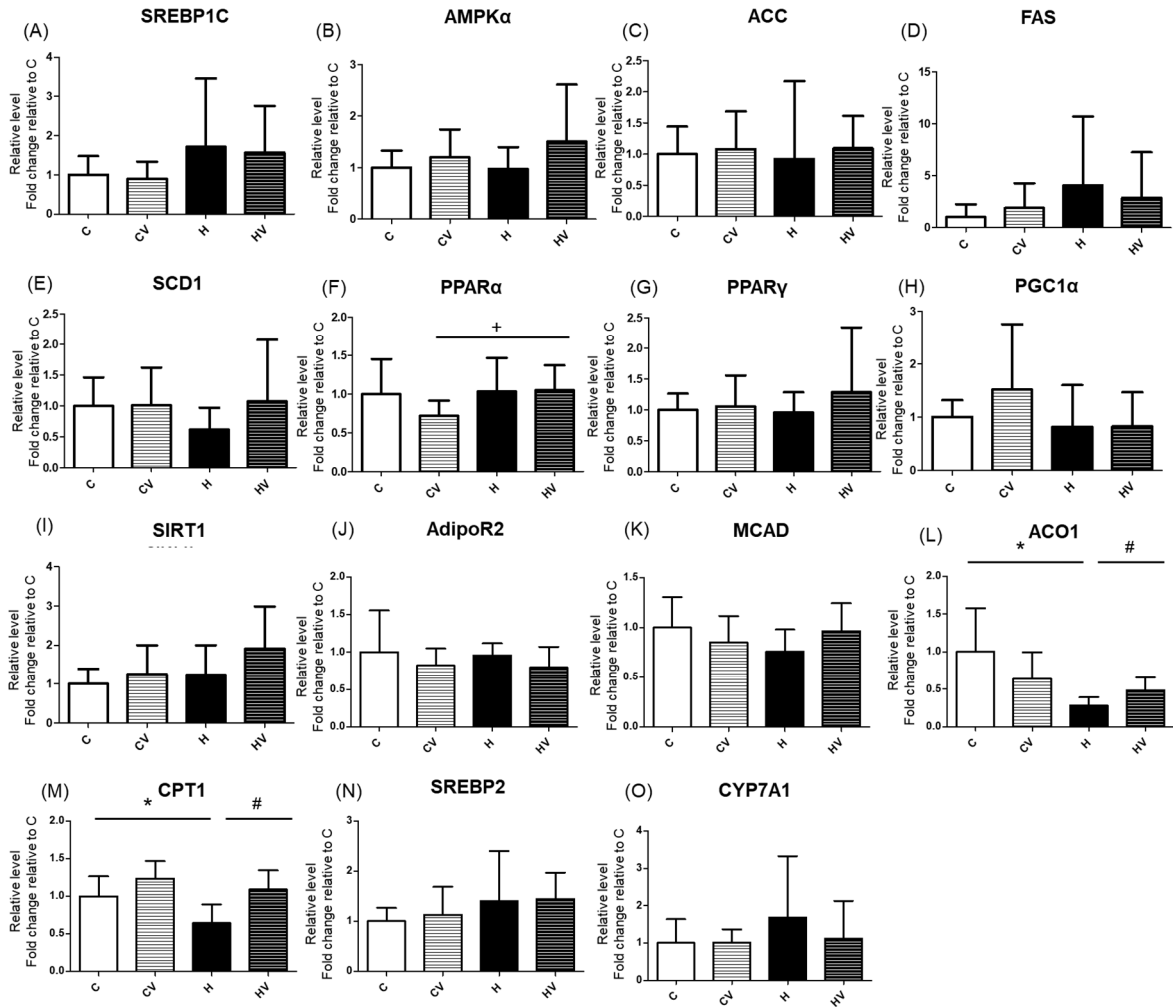 (A) SREBP1C
Relative level
Fold change relative to C
4
3
2
1
0
C CV H HV
(B) AMPKα
Relative level
Fold change relative to C
3
2
1
0
C CV H HV
(C) ACC
Relative level
Fold change relative to C
2.5
2.0
1.5
1.0
0.5
0.0
C CV H HV
(D) FAS
Relative level
Fold change relative to C
15
10
5
0
C CV H HV
(E) SCD1
Relative level
Fold change relative to C
2.5
2.0
1.5
1.0
0.5
0.0
C CV H HV
(F) PPARα
+
Relative level
Fold change relative to C
2.0
1.5
1.0
0.5
0.0
C CV H HV
(G) PPARγ
Relative level
Fold change relative to C
2.5
2.0
1.5
1.0
0.5
0.0
C CV H HV
(H) PGC1α
Relative level
Fold change relative to C
3
2
1
0
C CV H HV
(I) SIRT1
Relative level
Fold change relative to C
4
3
2
1
0
C CV H HV
(J) AdipoR2
Relative level
Fold change relative to C
2.0
1.5
1.0
0.5
0.0
C CV H HV
(K) MCAD
Relative level
Fold change relative to C
1.5
1.0
0.5
0.0
C CV H HV
(L) ACO1
* #
Relative level
Fold change relative to C
2.0
1.5
1.0
0.5
0.0
C CV H HV
(M) CPT1
* #
Relative level
Fold change relative to C
2.0
1.5
1.0
0.5
0.0
C CV H HV
(N) SREBP2
Relative level
Fold change relative to C
3
2
1
0
C CV H HV
(O) CYP7A1
Relative level
Fold change relative to C
4
3
2
1
0
C CV H HV